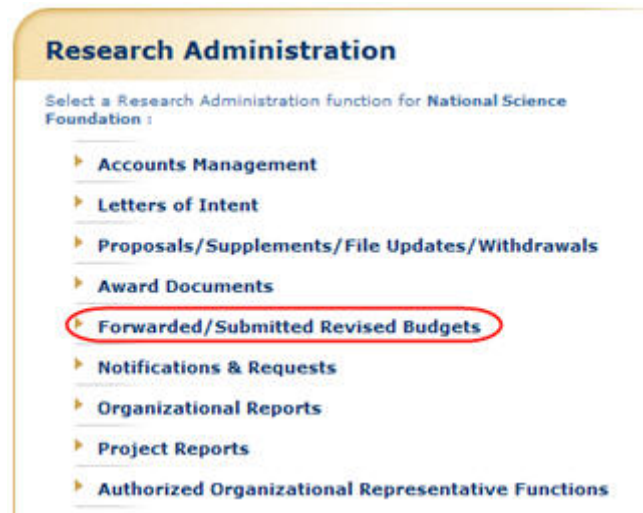 Research Administration
Select a Research Administration function for National Science
Foundation :
Accounts Management
Letters of Intent
Proposals/Supplements/File Updates/Withdrawals
Award Documents
Forwarded/Submitted Revised Budgets
Notifications & Requests
Organizational Reports
Project Reports
Authorized Organizational Representative Functions